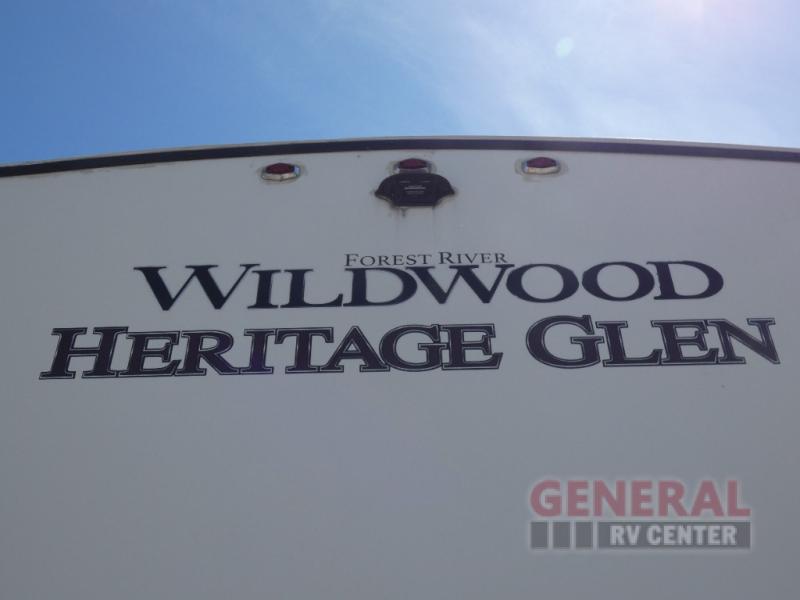 FOREST RIVER
WILDWOOD
HERITAGE GLEN
GENERAL
RV CENTER